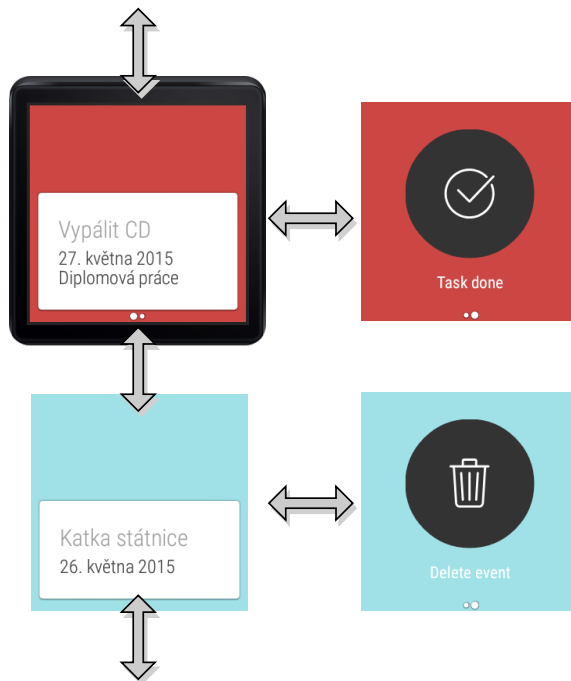 Vypálit CD
27. května 2015
Diplomová práce
Task done
Katka státnice
26. května 2015
Delete event